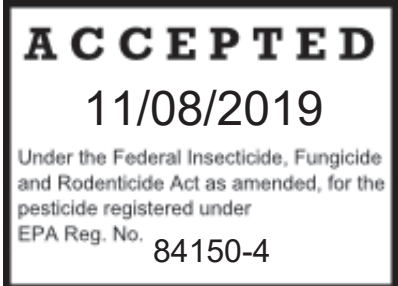 ACCEPTED
11/08/2019
Under the Federal Insecticide, Fungicide
and Rodenticide Act as amended, for the
pesticide registered under
EPA Reg. No. 84150-4